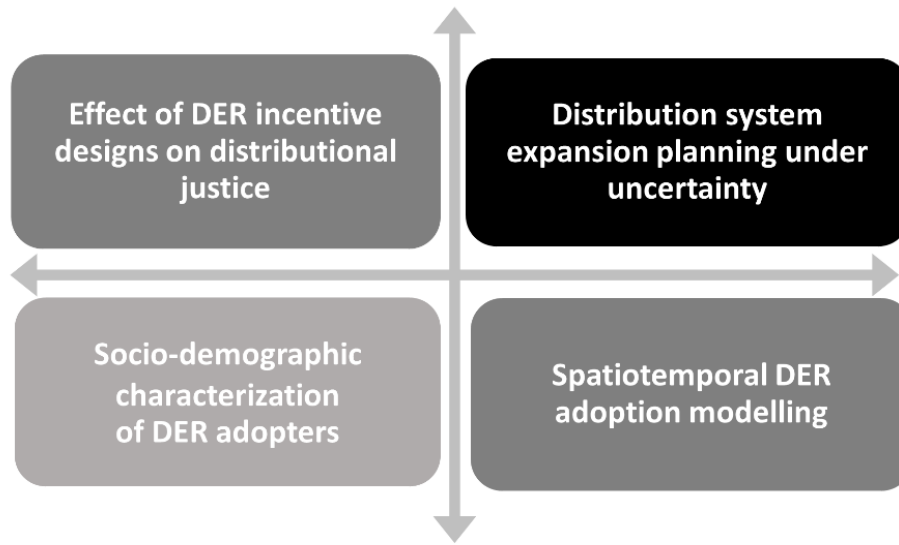 Effect of DER incentive
designs on distributional
justice
Distribution system
expansion planning under
uncertainty
Socio-demographic
characterization
of DER adopters
Spatiotemporal DER
adoption modelling